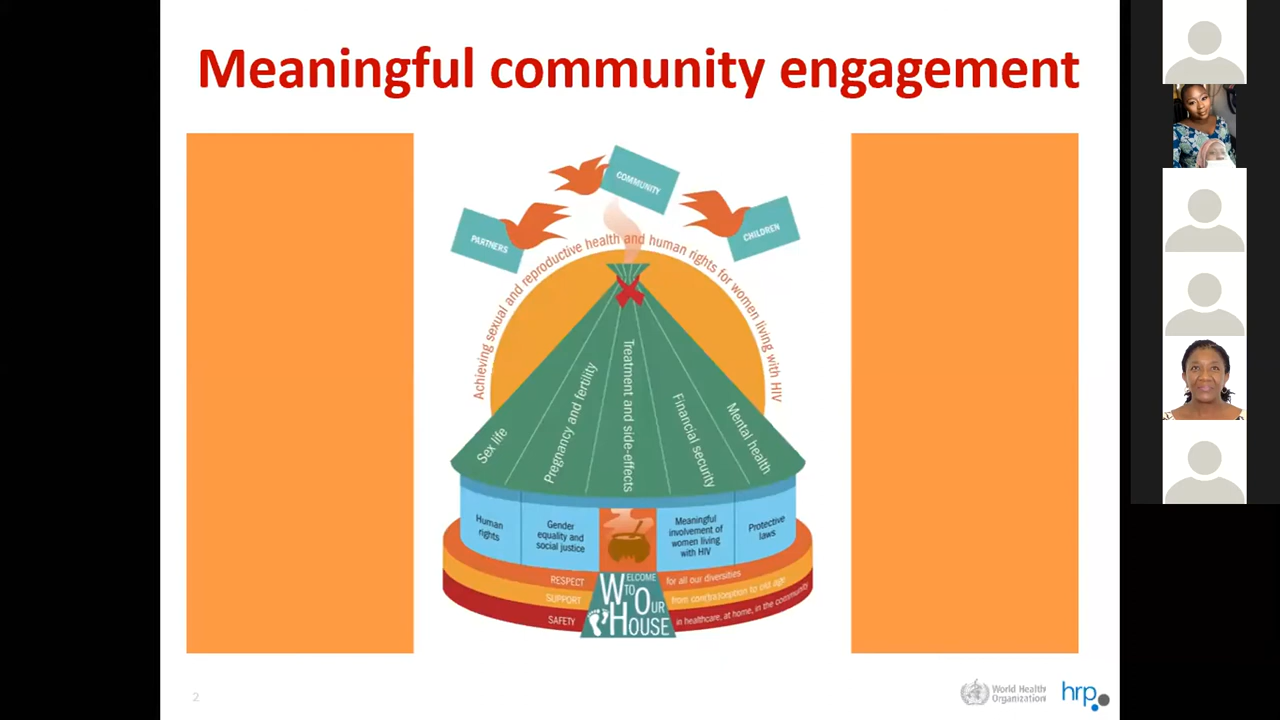 Meaningful community engagement
COMMUNITY
PARTNERS
CHILDREN
Achieving sexual and reproductive health and human rights for women living with HIV
Sex life
Pregnancy and fertility
Treatment and side-effects
Financial security
Mental health
Human
rights
Gender
equality and
social justice
Meaningful
involvement of
women living
with HIV
Protective
laws
RESPECT
for all our diversities
SUPPORT
from contraception to old age
SAFETY
in healthcare, at home, in the community
WELCOME
TO
OUR
HOUSE
2
World Health
Organization
hrp